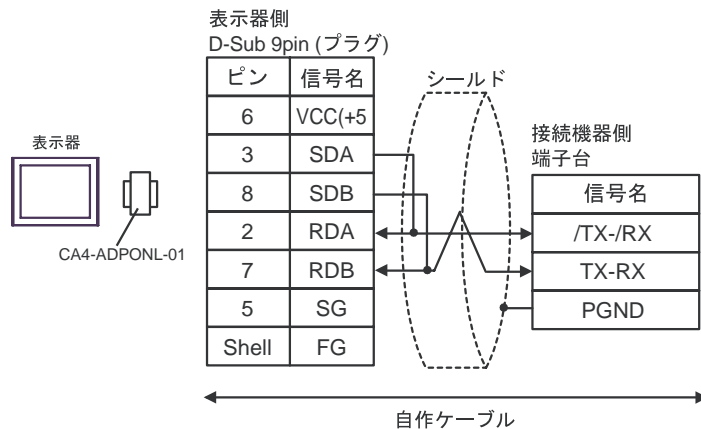 表示器側
D-Sub 9pin (プラグ)
ピン 信号名
6 VCC(+5
3 SDA
8 SDB
2 RDA
7 RDB
5 SG
Shell FG
シールド
接続機器側
端子台
信号名
/TX-/RX
TX-RX
PGND
表示器
CA4-ADPONL-01
自作ケーブル